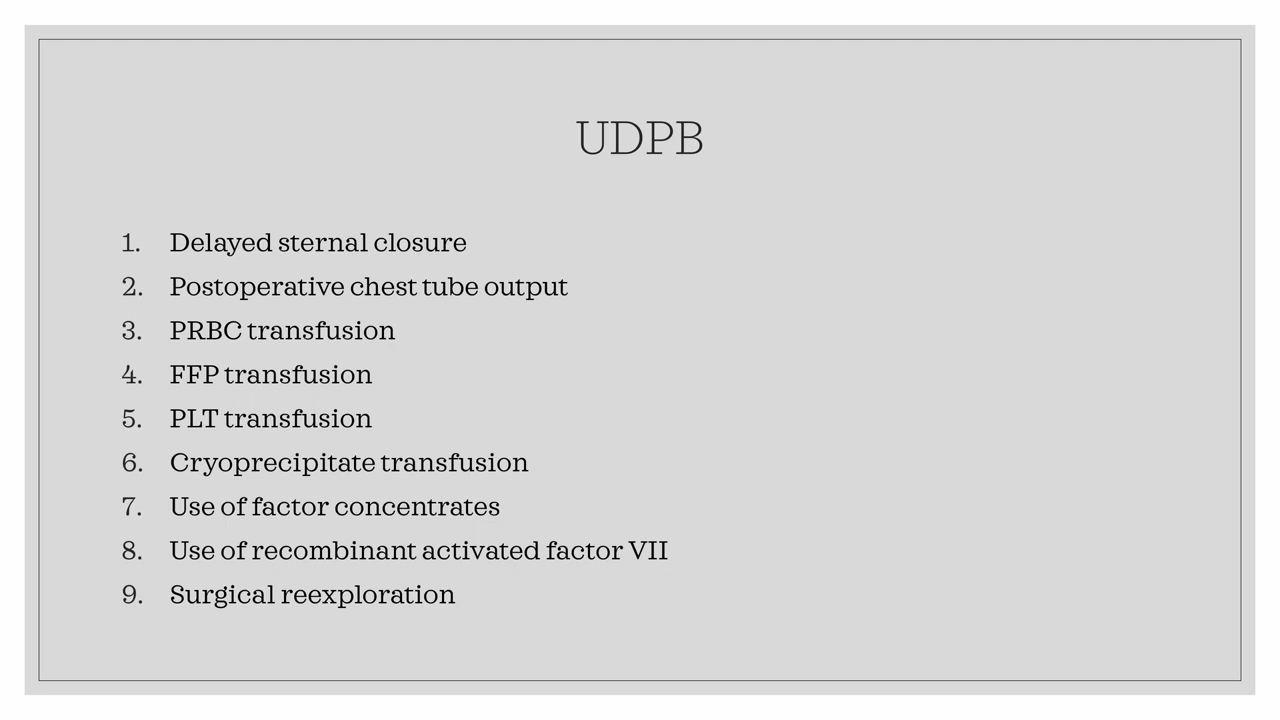 UDPB
1. Delayed sternal closure
2. Postoperative chest tube output
3. PRBC transfusion
4. FFP transfusion
5. PLT transfusion
6. Cryoprecipitate transfusion
7. Use of factor concentrates
8. Use of recombinant activated factor VII
9. Surgical reexploration